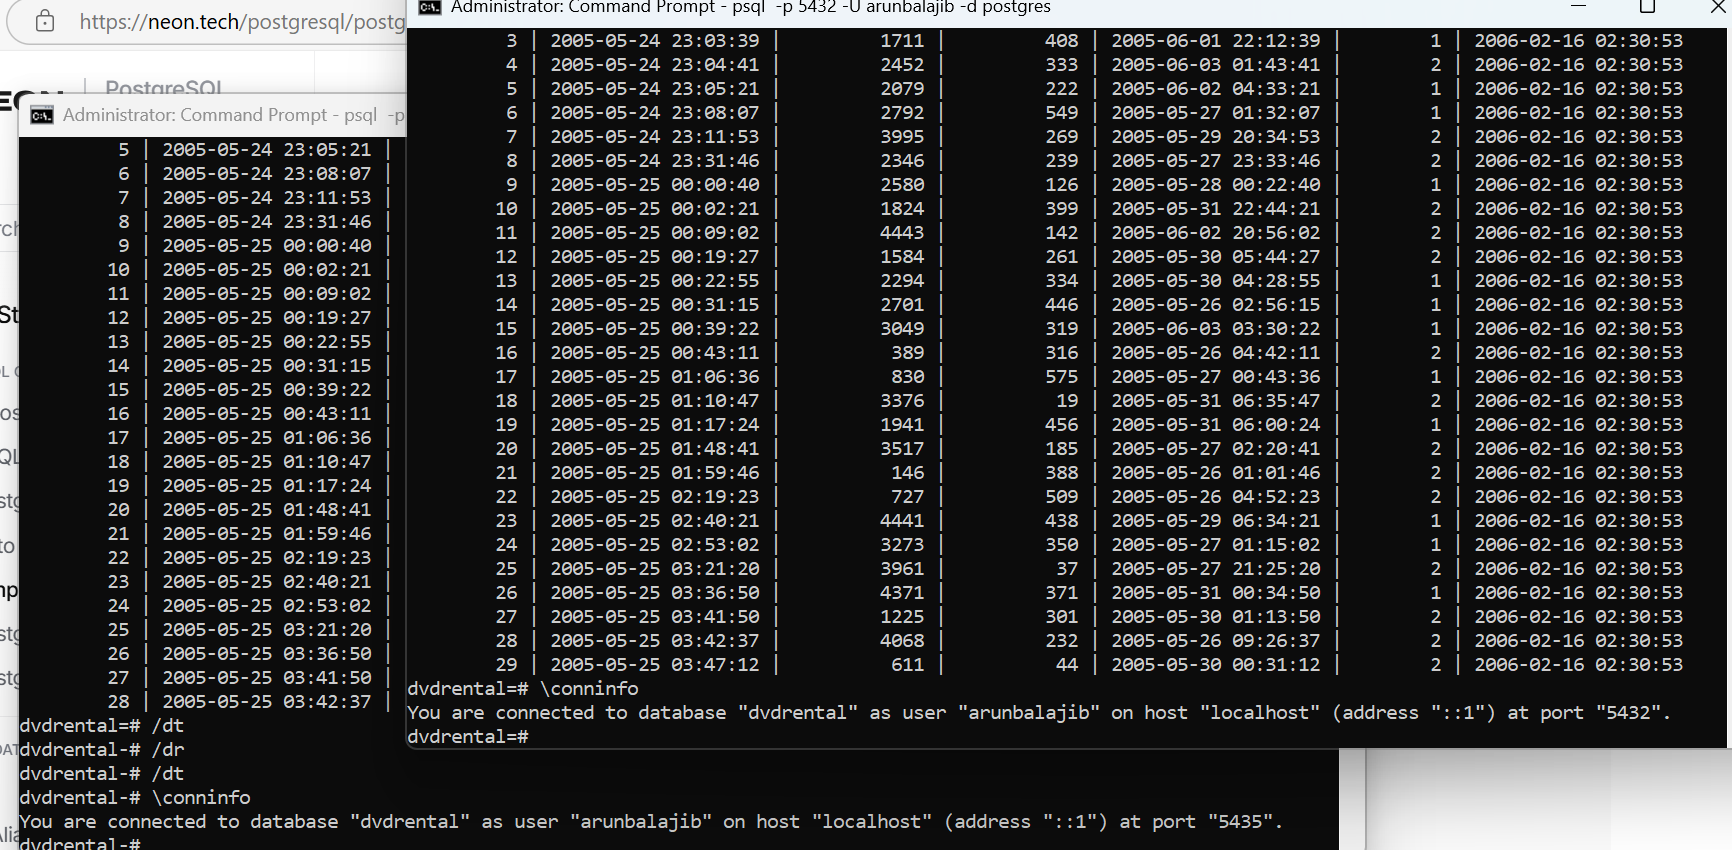 https://neon.tech/postgresql/postg
PostgreSQL
Administrator: Command Prompt - psql -p
5 | 2005-05-24 23:05:21 |
6 | 2005-05-24 23:08:07 |
7 | 2005-05-24 23:11:53 |
8 | 2005-05-24 23:31:46 |
9 | 2005-05-25 00:00:40 |
10 | 2005-05-25 00:02:21 |
11 | 2005-05-25 00:09:02 |
12 | 2005-05-25 00:19:27 |
13 | 2005-05-25 00:22:55 |
14 | 2005-05-25 00:31:15 |
15 | 2005-05-25 00:39:22 |
16 | 2005-05-25 00:43:11 |
17 | 2005-05-25 01:06:36 |
18 | 2005-05-25 01:10:47 |
19 | 2005-05-25 01:17:24 |
20 | 2005-05-25 01:48:41 |
21 | 2005-05-25 01:59:46 |
22 | 2005-05-25 02:19:23 |
23 | 2005-05-25 02:40:21 |
24 | 2005-05-25 02:53:02 |
25 | 2005-05-25 03:21:20 |
26 | 2005-05-25 03:36:50 |
27 | 2005-05-25 03:41:50 |
28 | 2005-05-25 03:42:37 |
dvdrental=# /dt
dvdrental-# /dr
dvdrental-# /dt
dvdrental-# \conninfo
You are connected to database "dvdrental" as user "arunbalajib" on host "localhost" (address "::1") at port "5435".
dvdrental-#
Administrator: Command Prompt - psql -p 5432 -U arunbalajib -d postgres
3 | 2005-05-24 23:03:39 | 1711 | 408 | 2005-06-01 22:12:39 | 1 | 2006-02-16 02:30:53
4 | 2005-05-24 23:04:41 | 2452 | 333 | 2005-06-03 01:43:41 | 2 | 2006-02-16 02:30:53
5 | 2005-05-24 23:05:21 | 2079 | 222 | 2005-06-02 04:33:21 | 1 | 2006-02-16 02:30:53
6 | 2005-05-24 23:08:07 | 2792 | 549 | 2005-05-27 01:32:07 | 1 | 2006-02-16 02:30:53
7 | 2005-05-24 23:11:53 | 3995 | 269 | 2005-05-29 20:34:53 | 2 | 2006-02-16 02:30:53
8 | 2005-05-24 23:31:46 | 2346 | 239 | 2005-05-27 23:33:46 | 2 | 2006-02-16 02:30:53
9 | 2005-05-25 00:00:40 | 2580 | 126 | 2005-05-28 00:22:40 | 1 | 2006-02-16 02:30:53
10 | 2005-05-25 00:02:21 | 1824 | 399 | 2005-05-31 22:44:21 | 2 | 2006-02-16 02:30:53
11 | 2005-05-25 00:09:02 | 4443 | 142 | 2005-06-02 20:56:02 | 2 | 2006-02-16 02:30:53
12 | 2005-05-25 00:19:27 | 1584 | 261 | 2005-05-30 05:44:27 | 2 | 2006-02-16 02:30:53
13 | 2005-05-25 00:22:55 | 2294 | 334 | 2005-05-30 04:28:55 | 1 | 2006-02-16 02:30:53
14 | 2005-05-25 00:31:15 | 2701 | 446 | 2005-05-26 02:56:15 | 1 | 2006-02-16 02:30:53
15 | 2005-05-25 00:39:22 | 3049 | 319 | 2005-06-03 03:30:22 | 1 | 2006-02-16 02:30:53
16 | 2005-05-25 00:43:11 | 389 | 316 | 2005-05-26 04:42:11 | 2 | 2006-02-16 02:30:53
17 | 2005-05-25 01:06:36 | 830 | 575 | 2005-05-27 00:43:36 | 1 | 2006-02-16 02:30:53
18 | 2005-05-25 01:10:47 | 3376 | 19 | 2005-05-31 06:35:47 | 2 | 2006-02-16 02:30:53
19 | 2005-05-25 01:17:24 | 1941 | 456 | 2005-05-31 06:00:24 | 1 | 2006-02-16 02:30:53
20 | 2005-05-25 01:48:41 | 3517 | 185 | 2005-05-27 02:20:41 | 2 | 2006-02-16 02:30:53
21 | 2005-05-25 01:59:46 | 146 | 388 | 2005-05-26 01:01:46 | 2 | 2006-02-16 02:30:53
22 | 2005-05-25 02:19:23 | 727 | 509 | 2005-05-26 04:52:23 | 2 | 2006-02-16 02:30:53
23 | 2005-05-25 02:40:21 | 4441 | 438 | 2005-05-29 06:34:21 | 1 | 2006-02-16 02:30:53
24 | 2005-05-25 02:53:02 | 3273 | 350 | 2005-05-27 01:15:02 | 1 | 2006-02-16 02:30:53
25 | 2005-05-25 03:21:20 | 3961 | 37 | 2005-05-27 21:25:20 | 2 | 2006-02-16 02:30:53
26 | 2005-05-25 03:36:50 | 4371 | 371 | 2005-05-31 00:34:50 | 1 | 2006-02-16 02:30:53
27 | 2005-05-25 03:41:50 | 1225 | 301 | 2005-05-30 01:13:50 | 2 | 2006-02-16 02:30:53
28 | 2005-05-25 03:42:37 | 4068 | 232 | 2005-05-26 09:26:37 | 2 | 2006-02-16 02:30:53
29 | 2005-05-25 03:47:12 | 611 | 44 | 2005-05-30 00:31:12 | 2 | 2006-02-16 02:30:53
dvdrental=# \conninfo
You are connected to database "dvdrental" as user "arunbalajib" on host "localhost" (address "::1") at port "5432".
dvdrental=#